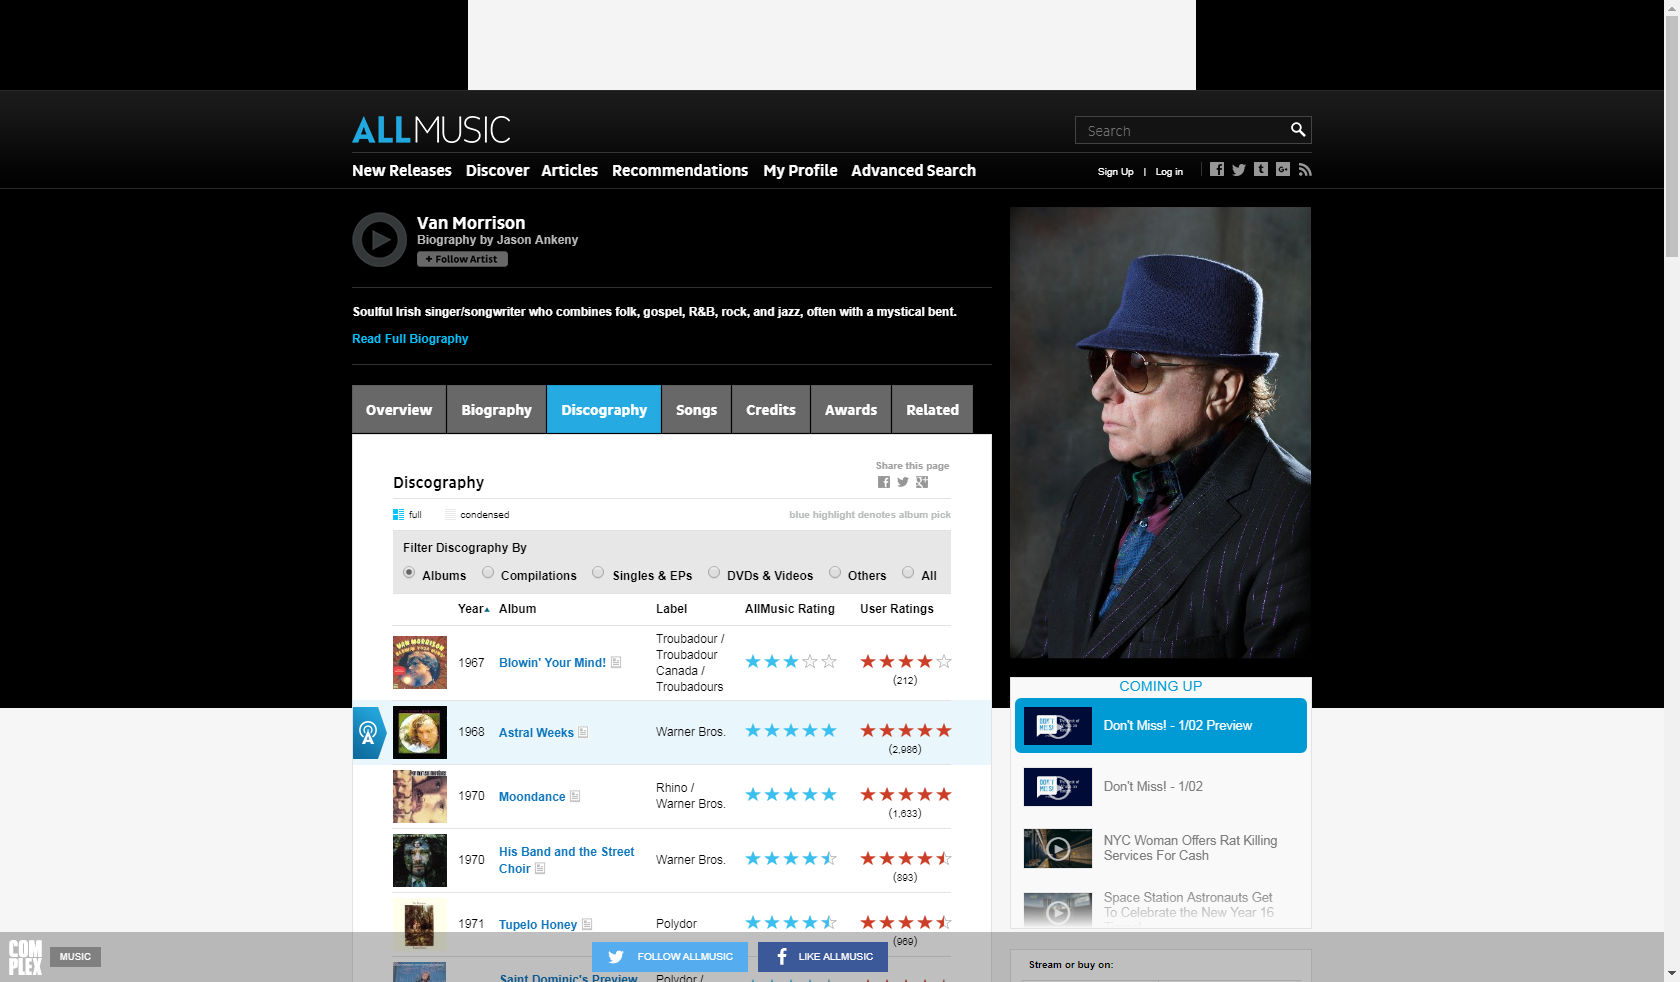 ALLMUSIC
Search
New Releases Discover Articles Recommendations My Profile Advanced Search
Sign Up | Log in
Van Morrison
Biography by Jason Ankeny
+ Follow Artist
Soulful Irish singer/songwriter who combines folk, gospel, R&B, rock, and jazz, often with a mystical bent.
Read Full Biography
Overview Biography Discography Songs Credits Awards Related
Share this page
Discography
full condensed
blue highlight denotes album pick
Filter Discography By
Albums Compilations Singles & EPs DVDs & Videos Others All
Year Album Label AllMusic Rating User Ratings
VAN MORRISON
1967 Blowin' Your Mind!
Troubadour /
Troubadour
Canada /
Troubadours
(212)
1968 Astral Weeks Warner Bros.
(2,986)
1970 Moondance
Rhino /
Warner Bros.
(1,633)
1970 His Band and the Street
Choir
Warner Bros.
(893)
1971 Tupelo Honey Polydor
(969)
Saint Dominic's Preview Polydor /
COMING UP
DON'T MISS!
Don't Miss! - 1/02 Preview
DON'T MISS!
Don't Miss! - 1/02
NYC Woman Offers Rat Killing
Services For Cash
Space Station Astronauts Get
To Celebrate the New Year 16
Stream or buy on:
COMPLEX
MUSIC
FOLLOW ALLMUSIC
LIKE ALLMUSIC